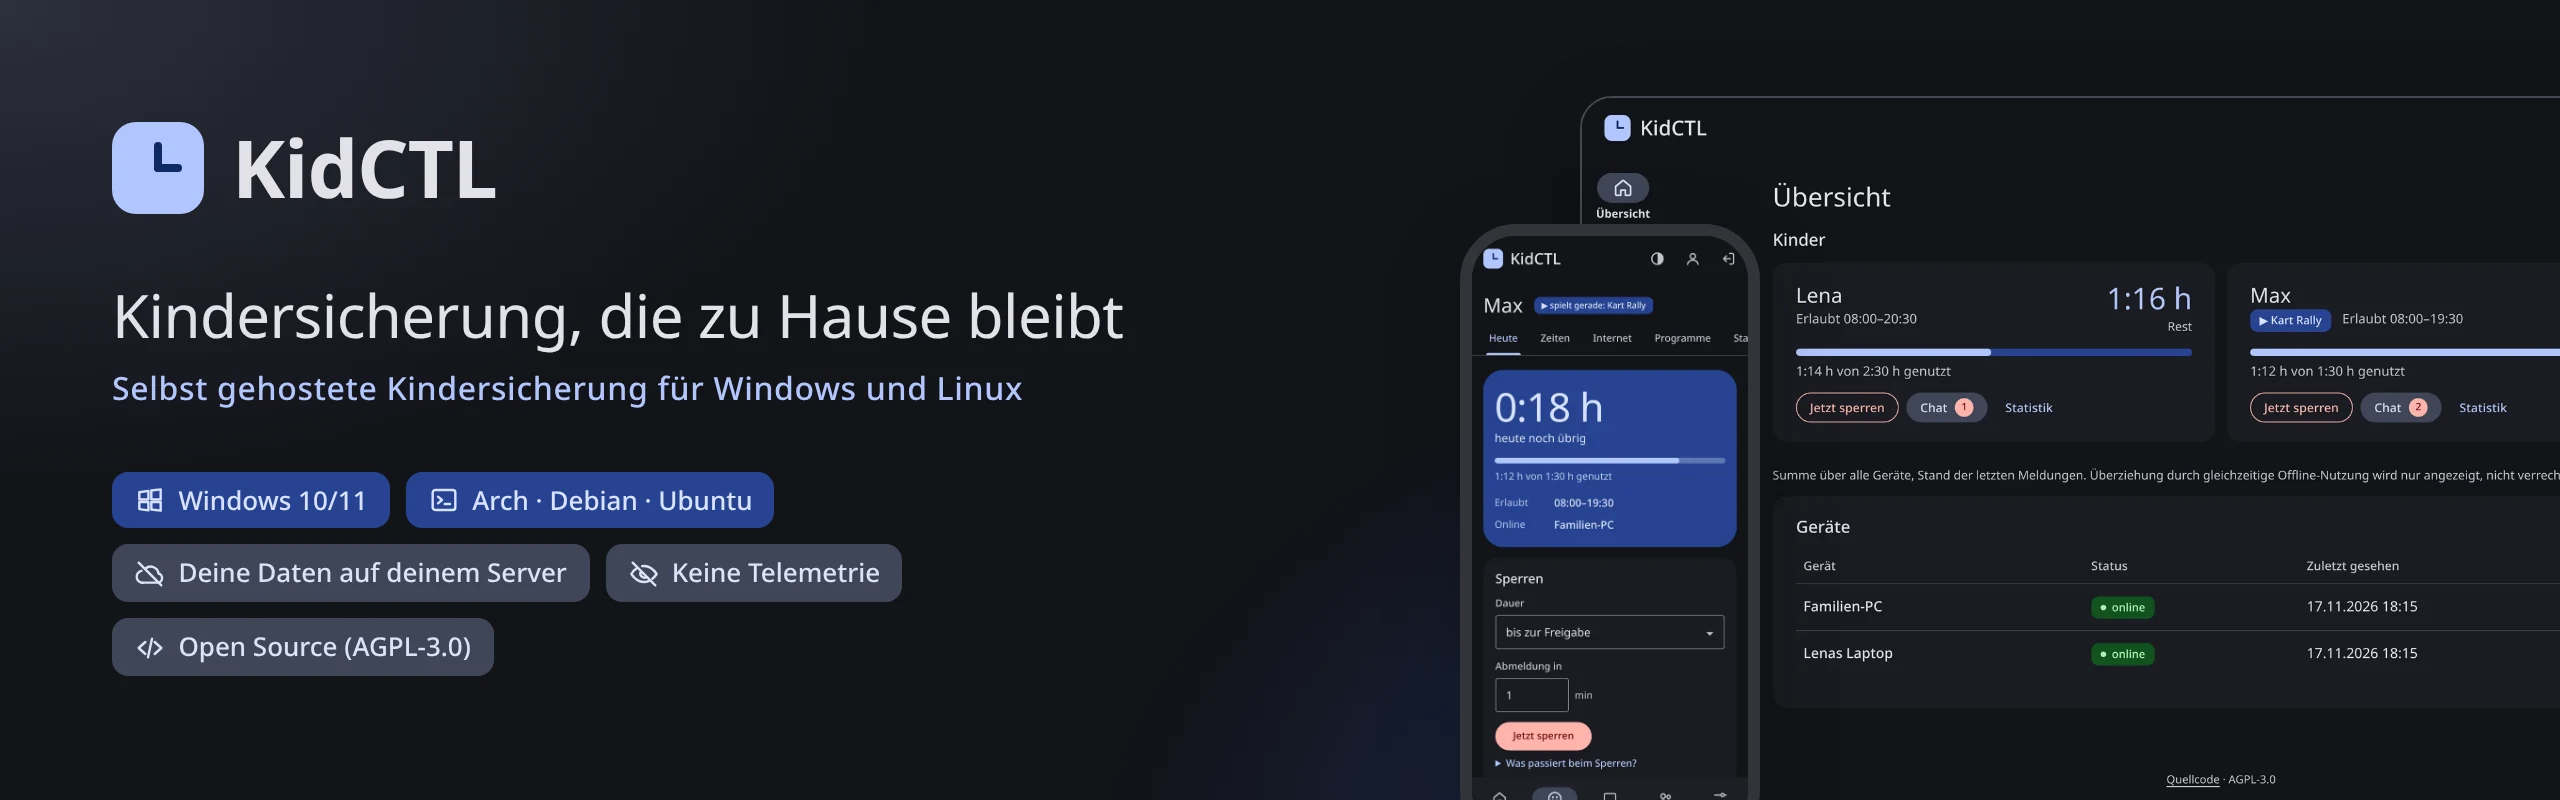 KidCTL
Kindersicherung, die zu Hause bleibt
Selbst gehostete Kindersicherung für Windows und Linux
Windows 10/11
Arch · Debian · Ubuntu
Deine Daten auf deinem Server
Keine Telemetrie
Open Source (AGPL-3.0)
KidCTL
Übersicht
KidCTL
Max
▶ spielt gerade: Kart Rally
Heute Zeiten Internet Programme Sta
0:18 h
heute noch übrig
1:12 h von 1:30 h genutzt
Erlaubt 08:00–19:30
Online Familien-PC
Sperren
Dauer
bis zur Freigabe
Abmeldung in
1 min
Jetzt sperren
▶ Was passiert beim Sperren?
Übersicht
Kinder
Lena
Erlaubt 08:00–20:30
1:16 h
Rest
1:14 h von 2:30 h genutzt
Jetzt sperren Chat 1 Statistik
Max
▶ Kart Rally Erlaubt 08:00–19:30
1:12 h von 1:30 h genutzt
Jetzt sperren Chat 2 Statistik
Summe über alle Geräte, Stand der letzten Meldungen. Überziehung durch gleichzeitige Offline-Nutzung wird nur angezeigt, nicht verrech
Geräte
Gerät Status Zuletzt gesehen
Familien-PC online 17.11.2026 18:15
Lenas Laptop online 17.11.2026 18:15
Quellcode · AGPL-3.0